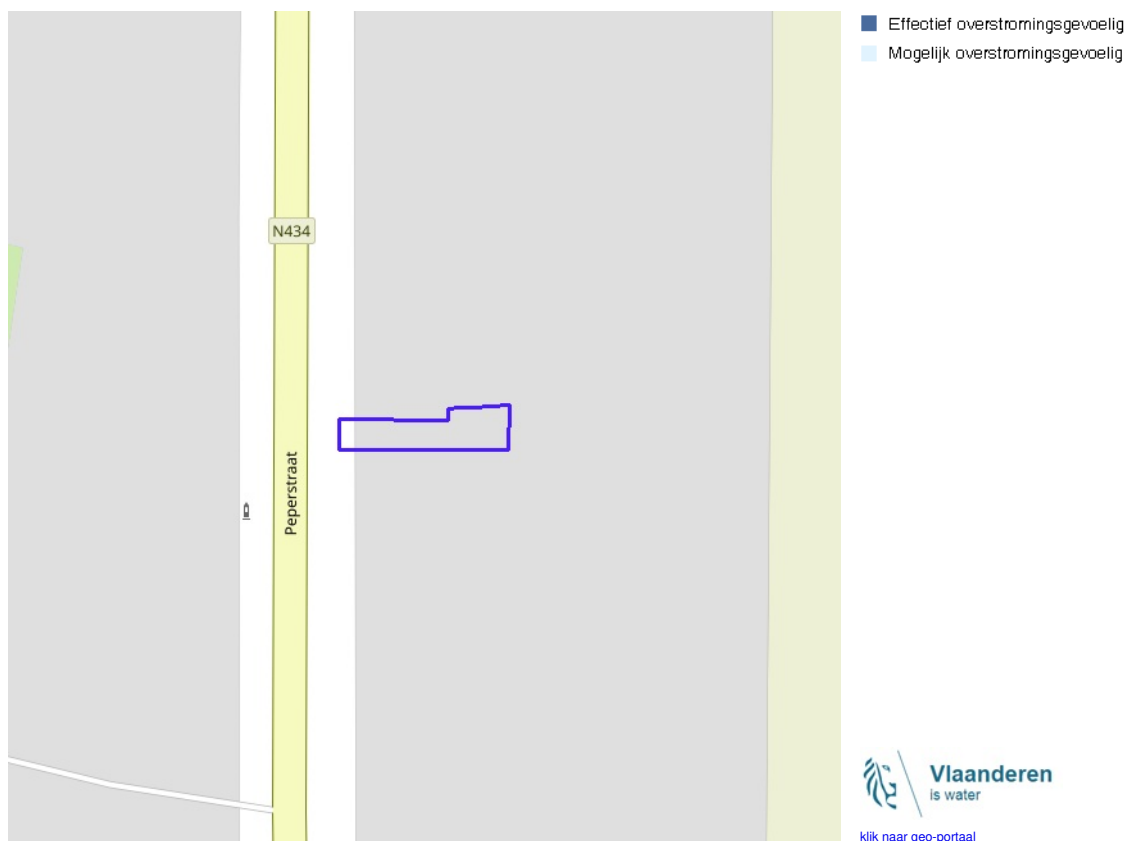 Effectief overstromingsgevoelig
Mogelijk overstromingsgevoelig
N434
Peperstraat
Vlaanderen
is water
klik naar geo-portaal